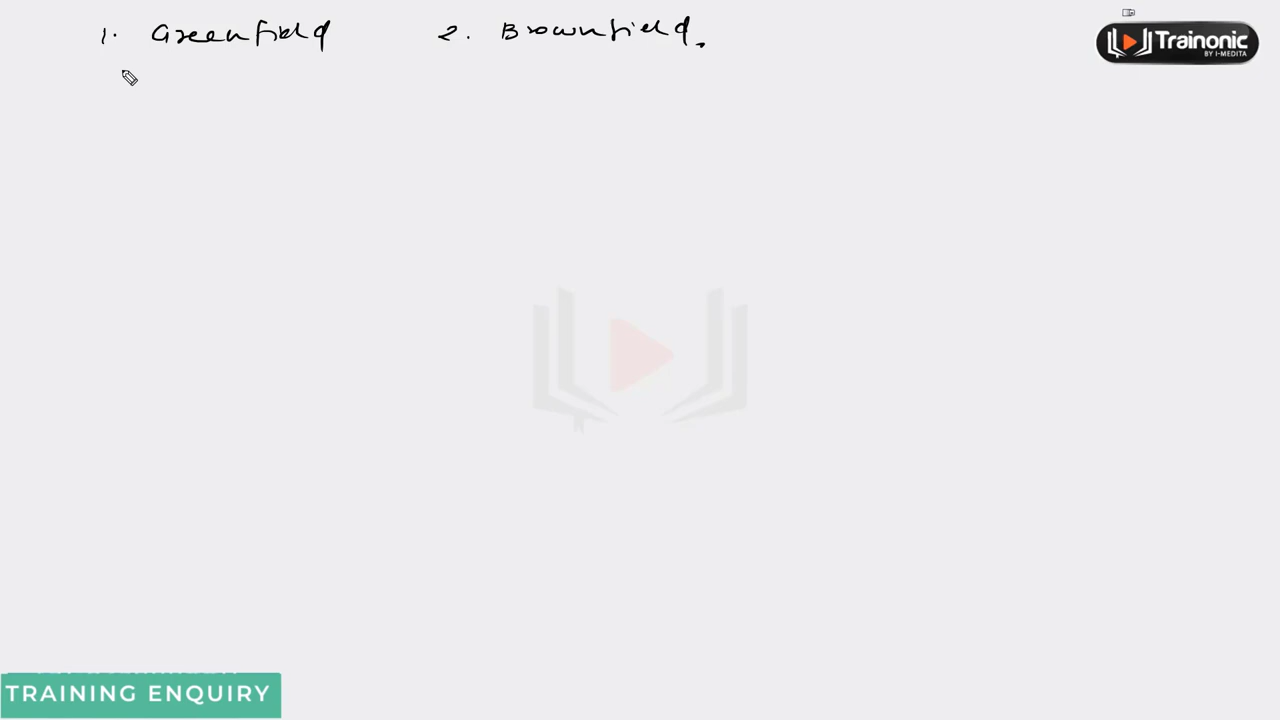 1. Greenfield 2. Brownfield.
Trainonic
BY I-MEDITA
TRAINING ENQUIRY